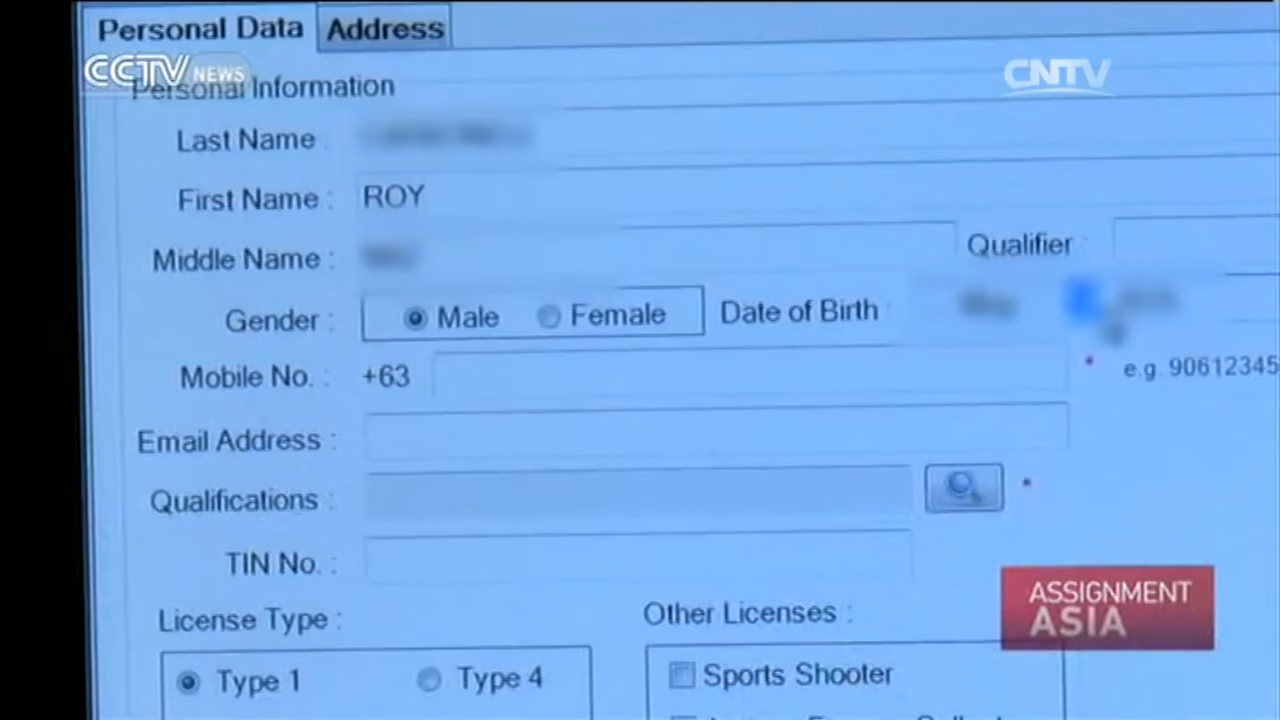 Personal Data Address
CCTV NEWS
CNTV
Personal Information
Last Name :
First Name : ROY
Middle Name : Qualifier :
Gender : Male Female Date of Birth :
Mobile No. : +63 * e.g. 90612345
Email Address :
Qualifications : *
TIN No. :
ASSIGNMENT
ASIA
License Type : Other Licenses :
Type 1 Type 4 Sports Shooter